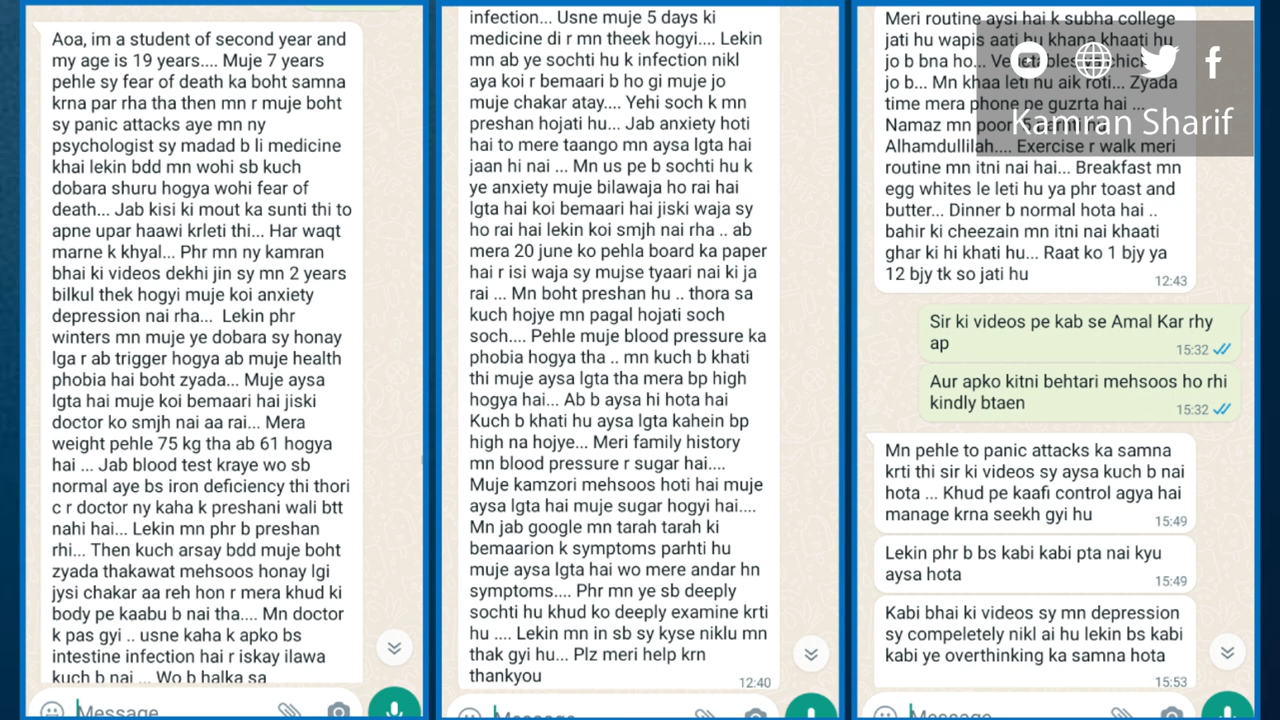 Aoa, im a student of second year and
my age is 19 years.... Muje 7 years
pehle sy fear of death ka boht samna
krna par rha tha then mn r muje boht
sy panic attacks aye mn ny
psychologist sy madad b li medicine
khai lekin bdd mn wohi sb kuch
dobara shuru hogya wohi fear of
death... Jab kisi ki mout ka sunti thi to
apne upar haawi krleti thi... Har waqt
marne k khyal... Phr mn ny kamran
bhai ki videos dekhi jin sy mn 2 years
bilkul thek hogyi muje koi anxiety
depression nai rha... Lekin phr
winters mn muje ye dobara sy honay
lga r ab trigger hogya ab muje health
phobia hai boht zyada... Muje aysa
lgta hai muje koi bemaari hai jiski
doctor ko smjh nai aa rai... Mera
weight pehle 75 kg tha ab 61 hogya
hai ... Jab blood test kraye wo sb
normal aye bs iron deficiency thi thori
c r doctor ny kaha k preshani wali btt
nahi hai... Lekin mn phr b preshan
rhi... Then kuch arsay bdd muje boht
zyada thakawat mehsoos honay lgi
jysi chakar aa reh hon r mera khud ki
body pe kaabu b nai tha.... Mn doctor
k pas gyi .. usne kaha k apko bs
intestine infection hai r iskay ilawa
kuch b nai ... Wo b halka sa
Message
infection... Usne muje 5 days ki
medicine di r mn theek hogyi.... Lekin
mn ab ye sochti hu k infection nikl
aya koi r bemaari b ho gi muje jo
muje chakar atay.... Yehi soch k mn
preshan hojati hu... Jab anxiety hoti
hai to mere taango mn aysa lgta hai
jaan hi nai ... Mn us pe b sochti hu k
ye anxiety muje bilawaja ho rai hai
lgta hai koi bemaari hai jiski waja sy
ho rai hai lekin koi smjh nai rha .. ab
mera 20 june ko pehla board ka paper
hai r isi waja sy mujse tyaari nai ki ja
rai ... Mn boht preshan hu .. thora sa
kuch hojye mn pagal hojati soch
soch.... Pehle muje blood pressure ka
phobia hogya tha .. mn kuch b khati
thi muje aysa lgta tha mera bp high
hogya hai... Ab b aysa hi hota hai
Kuch b khati hu aysa lgta kahein bp
high na hojye... Meri family history
mn blood pressure r sugar hai....
Muje kamzori mehsoos hoti hai muje
aysa lgta hai muje sugar hogyi hai....
Mn jab google mn tarah tarah ki
bemaarion k symptoms parhti hu
muje aysa lgta hai wo mere andar hn
symptoms.... Phr mn ye sb deeply
sochti hu khud ko deeply examine krti
hu .... Lekin mn in sb sy kyse niklu mn
thak gyi hu... Plz meri help krn
thankyou
12:40
Message
Meri routine aysi hai k subha college
jati hu wapis aati hu khana khaati hu
jo b bna ho...
jo b... Mn khaa leti hu aik roti... Zyada
time mera phone pe guzrta hai ...
Namaz mn
Alhamdullilah.... Exercise r walk meri
routine mn itni nai hai... Breakfast mn
egg whites le leti hu ya phr toast and
butter... Dinner b normal hota hai ..
bahir ki cheezain mn itni nai khaati
ghar ki hi khati hu... Raat ko 1 bjy ya
12 bjy tk so jati hu
12:43
Kamran Sharif
Sir ki videos pe kab se Amal Kar rhy
ap
15:32
Aur apko kitni behtari mehsoos ho rhi
kindly btaen
15:32
Mn pehle to panic attacks ka samna
krti thi sir ki videos sy aysa kuch b nai
hota ... Khud pe kaafi control agya hai
manage krna seekh gyi hu
15:49
Lekin phr b bs kabi kabi pta nai kyu
aysa hota
15:49
Kabi bhai ki videos sy mn depression
sy compeletely nikl ai hu lekin bs kabi
kabi ye overthinking ka samna hota
15:53
Message